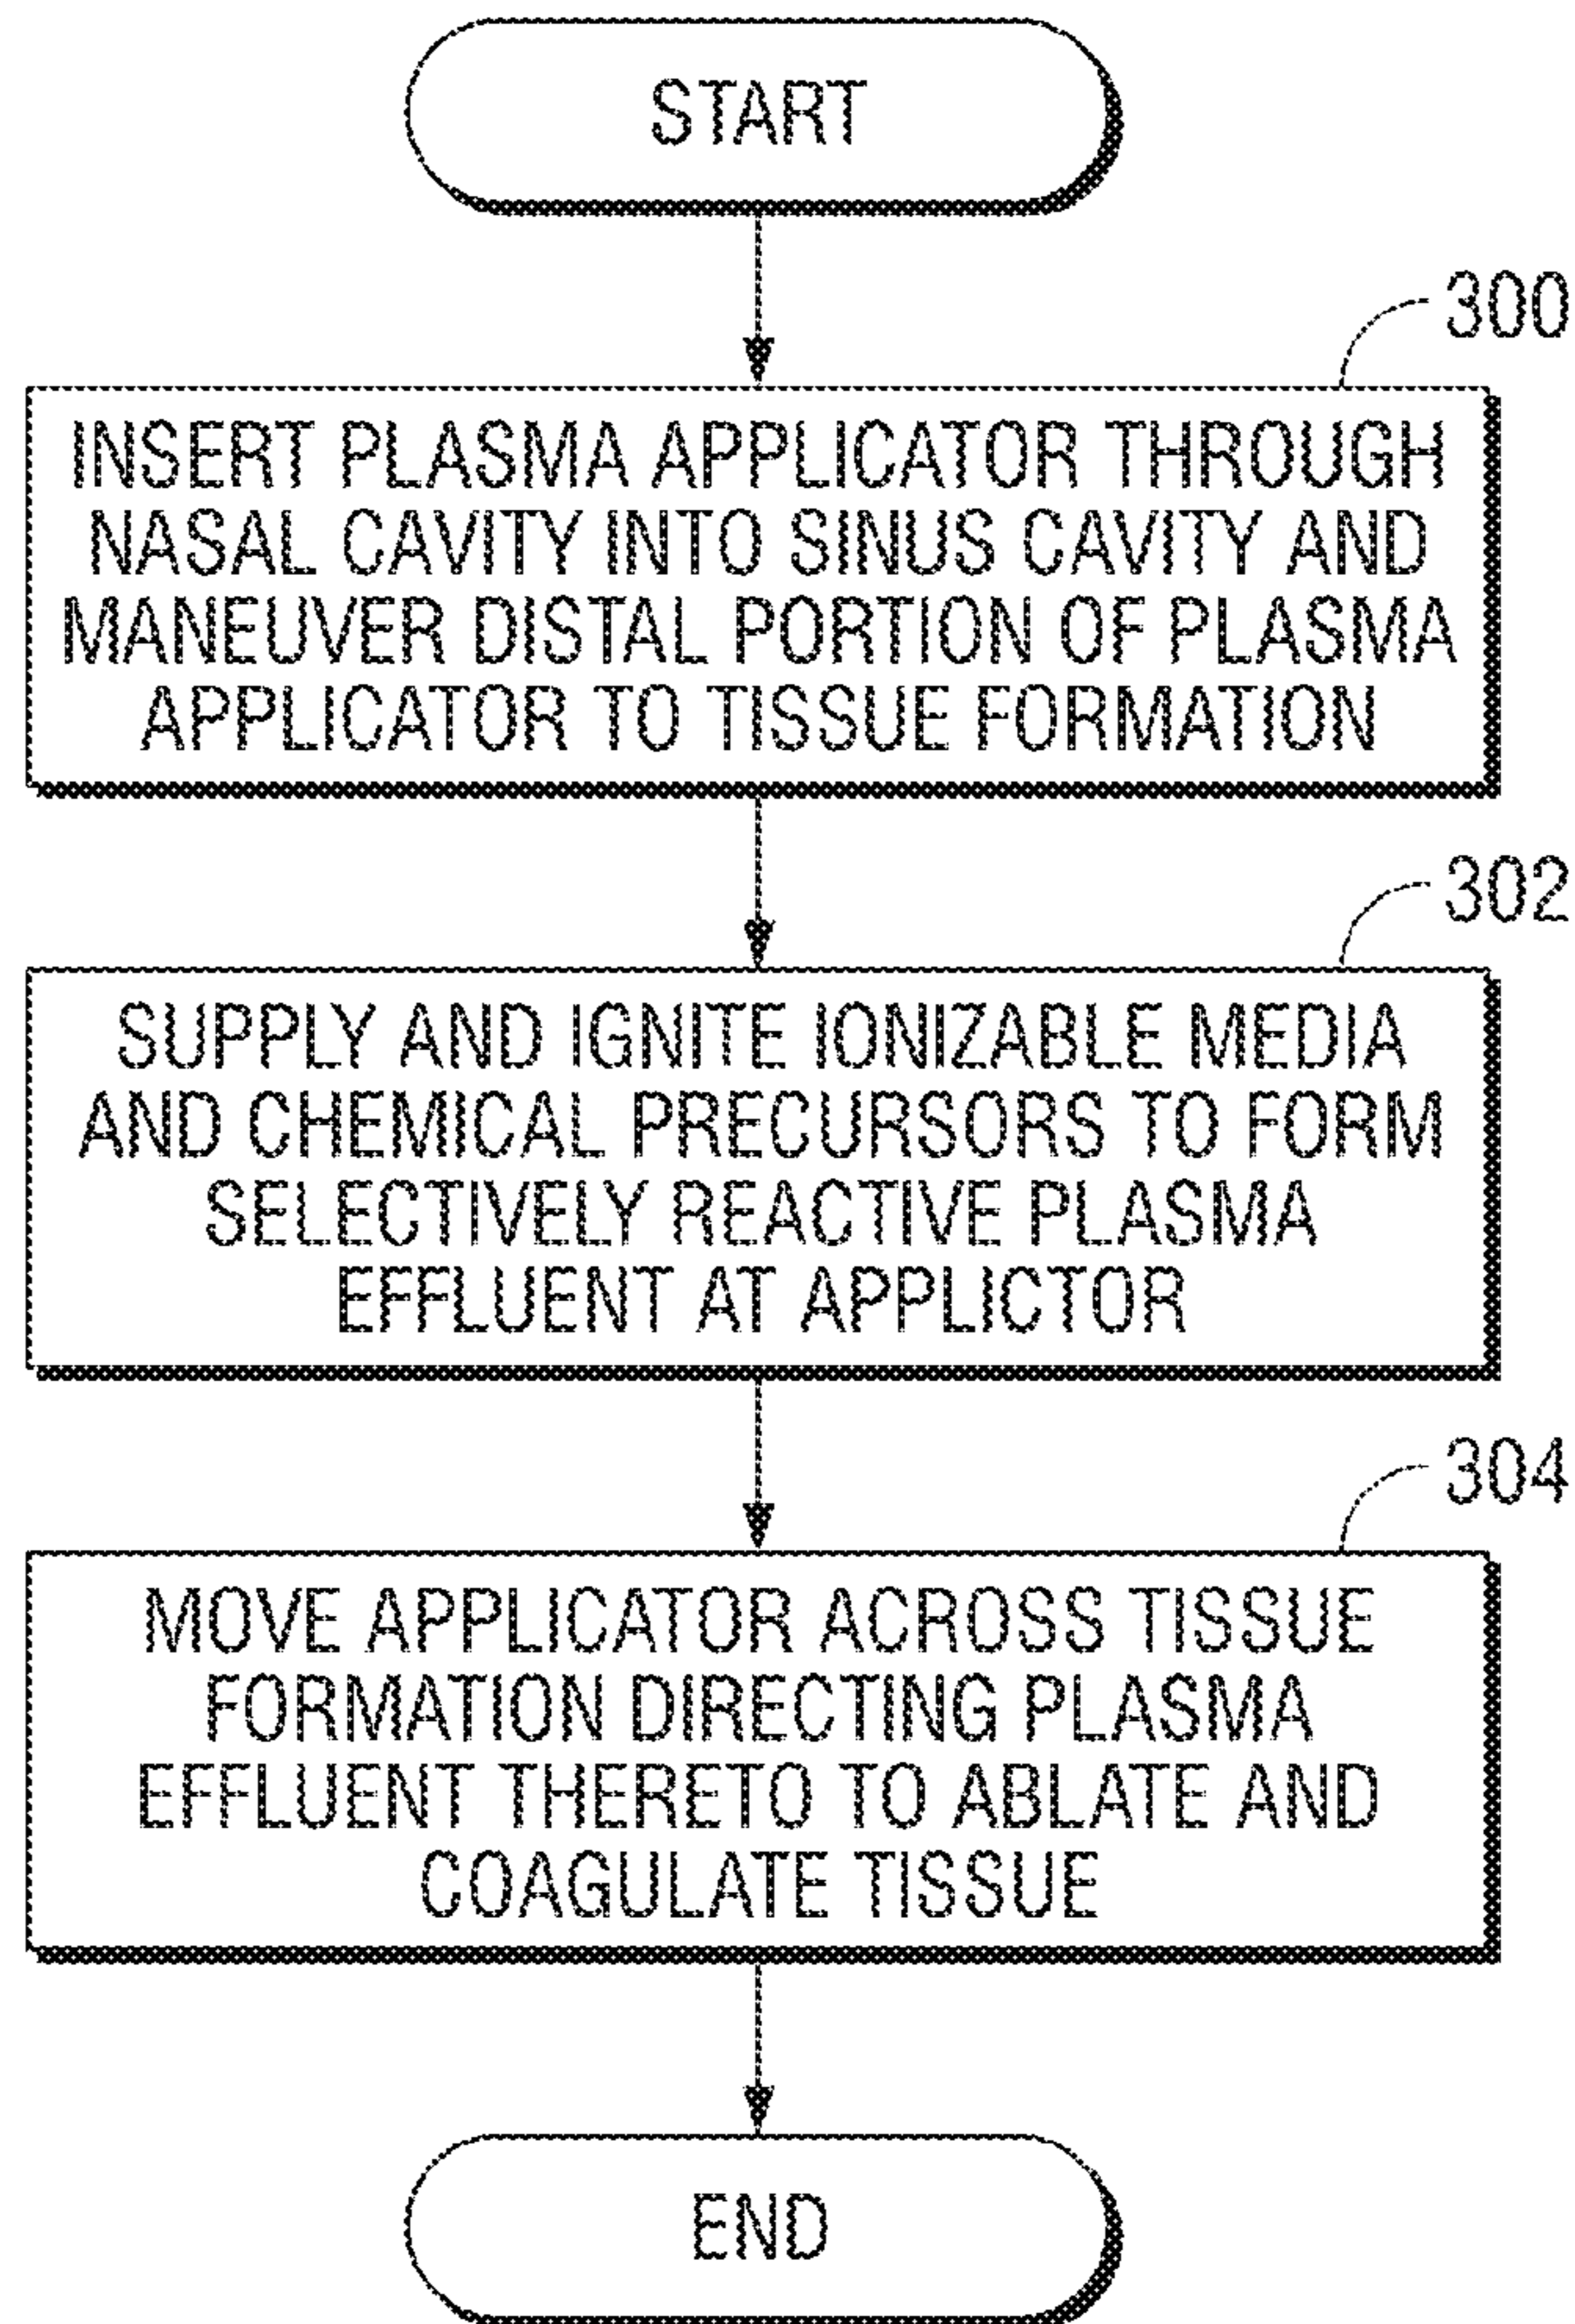 START
300
INSERT PLASMA APPLICATOR THROUGH
NASAL CAVITY INTO SINUS CAVITY AND
MANEUVER DISTAL PORTION OF PLASMA
APPLICATOR TO TISSUE FORMATION
302
SUPPLY AND IGNITE IONIZABLE MEDIA
AND CHEMICAL PRECURSORS TO FORM
SELECTIVELY REACTIVE PLASMA
EFFLUENT AT APPLICTOR
304
MOVE APPLICATOR ACROSS TISSUE
FORMATION DIRECTING PLASMA
EFFLUENT THERETO TO ABLATE AND
COAGULATE TISSUE
END